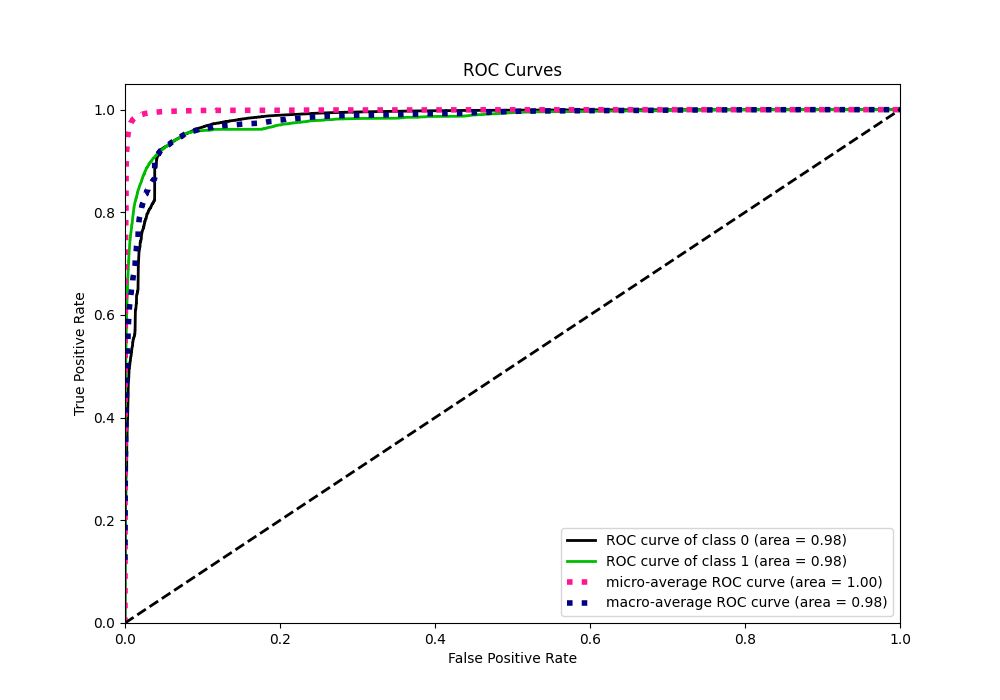 ROC Curves
True Positive Rate
1.0
0.8
0.6
0.4
0.2
0.0
0.0 0.2 0.4 0.6 0.8 1.0
False Positive Rate
ROC curve of class 0 (area = 0.98)
ROC curve of class 1 (area = 0.98)
micro-average ROC curve (area = 1.00)
macro-average ROC curve (area = 0.98)